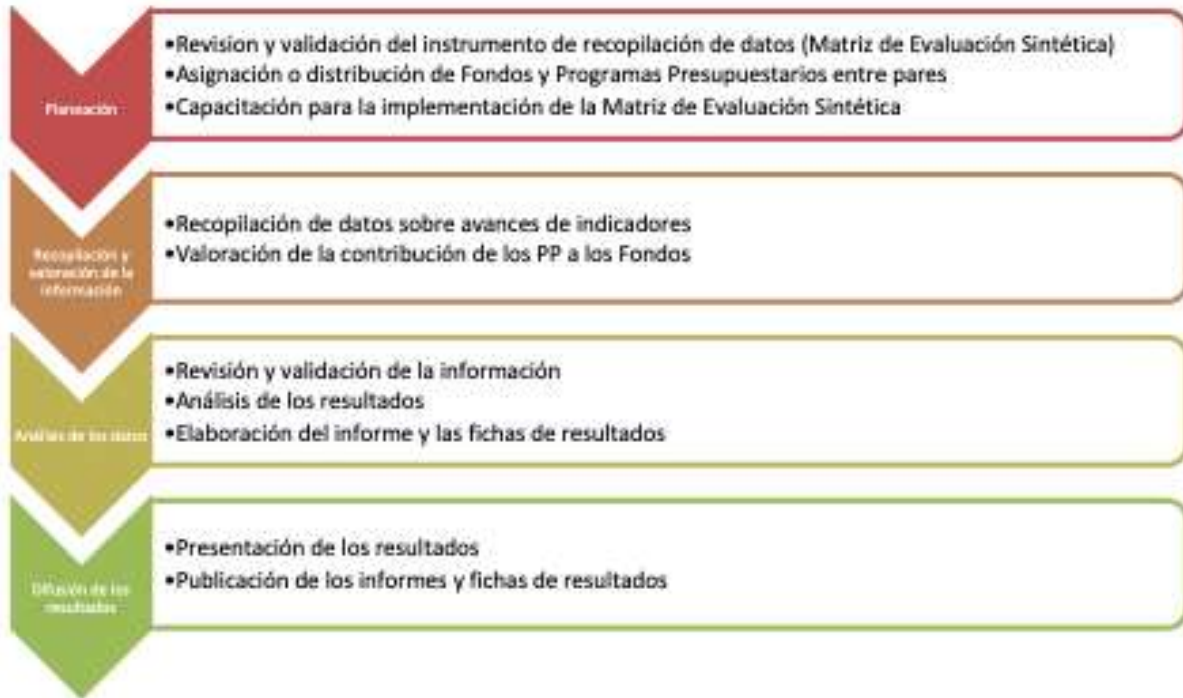 Planeación
•Revision y validación del instrumento de recopilación de datos (Matriz de Evaluación Sintética)
•Asignación o distribución de Fondos y Programas Presupuestarios entre pares
•Capacitación para la implementación de la Matriz de Evaluación Sintética
Recopilación y
valoración de la
información
•Recopilación de datos sobre avances de indicadores
•Valoración de la contribución de los PP a los Fondos
Análisis de los datos
•Revisión y validación de la información
•Análisis de los resultados
•Elaboración del informe y las fichas de resultados
Difusión de los
resultados
•Presentación de los resultados
•Publicación de los informes y fichas de resultados